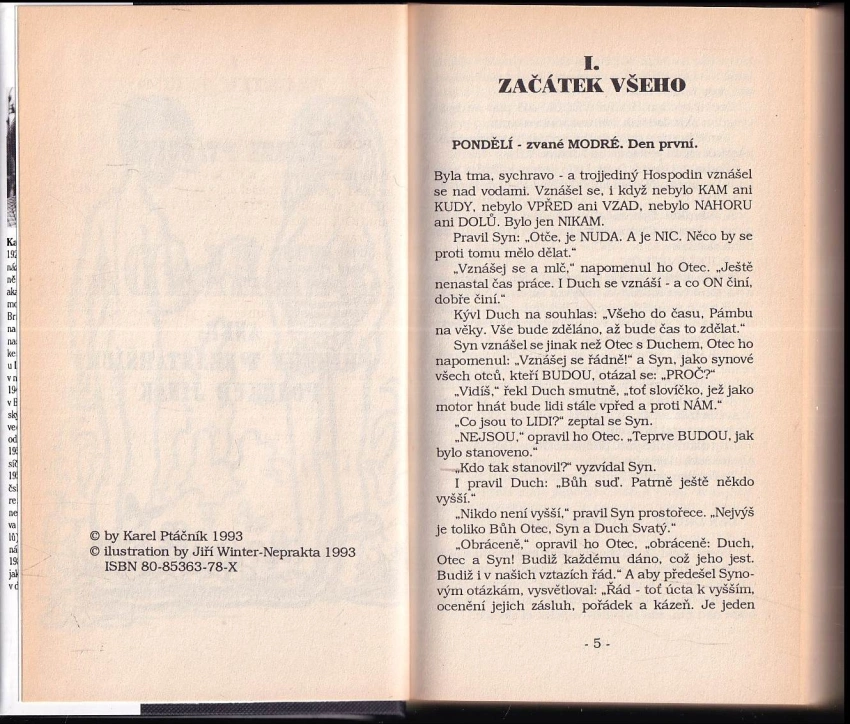 © by Karel Ptáčník 1993
© ilustration by Jiří Winter-Neprakta 1993
ISBN 80-85363-78-X
I.
ZAČÁTEK VŠEHO
PONDĚLÍ - zvané MODRÉ. Den první.
Byla tma, sychravo - a trojjediný Hospodin vznášel
se nad vodami. Vznášel se, i když nebylo KAM ani
KUDY, nebylo VPŘED ani VZAD, nebylo NAHORU
ani DOLŮ. Bylo jen NIKAM.
Pravil Syn: „Otče, je NUDA. A je NIC. Něco by se
proti tomu mělo dělat.“
„Vznášej se a mlč,“ napomenul ho Otec. „Ještě
nenastal čas práce. I Duch se vznáší - a co ON činí,
dobře činí.“
Kývl Duch na souhlas: „Všeho do času, Pámbu
na věky. Vše bude zděláno, až bude čas to zdělat.“
Syn vznášel se jinak než Otec s Duchem, Otec ho
napomenul: „Vznášej se řádně!“ a Syn, jako synové
všech otců, kteří BUDOU, otázal se: „PROČ?“
„Vidíš,“ řekl Duch smutně, „toť slovíčko, jež jako
motor hnát bude lidi stále vpřed a proti NÁM.“
„Co jsou to LIDI?“ zeptal se Syn.
„NEJSOU,“ opravil ho Otec. „Teprve BUDOU, jak
bylo stanoveno.“
„Kdo tak stanovil?“ vyzvídal Syn.
I pravil Duch: „Bůh suď. Patrně ještě někdo
vyšší.“
„Nikdo není vyšší,“ pravil Syn prostořece. „Nejvýš
je toliko Bůh Otec, Syn a Duch Svatý.“
„Obráceně,“ opravil ho Otec, „obráceně: Duch,
Otec a Syn! Budiž každému dáno, což jeho jest.
Budiž i v našich vztazích řád.“ A aby předešel Syno-
vým otázkám, vysvětloval: „Řád - toť úcta k vyšším,
ocenění jejich zásluh, pořádek a kázeň. Je jeden
- 5 -